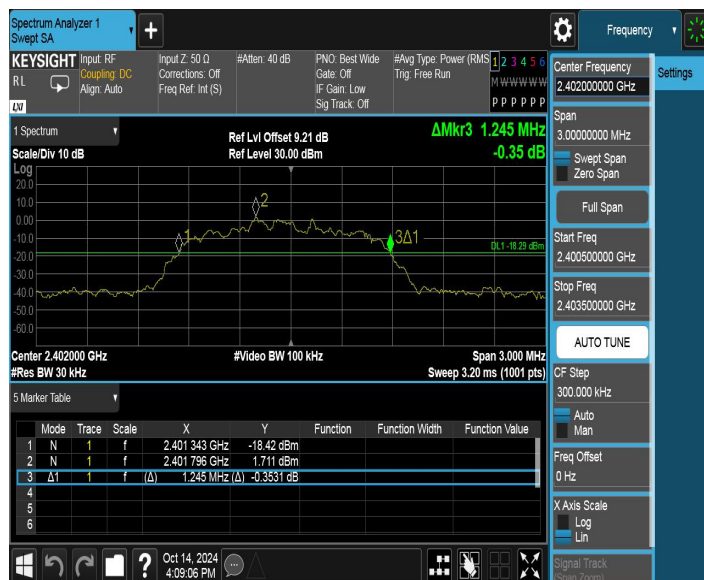 Spectrum Analyzer 1
Swept SA
+
Frequency
KEYSIGHT
RL
LNI
Input: RF
Coupling: DC
Align: Auto
Input Z: 50 Ω
Corrections: Off
Freq Ref: Int (S)
#Atten: 40 dB
PNO: Best Wide
Gate: Off
IF Gain: Low
Sig Track: Off
#Avg Type: Power (RMS
Trig: Free Run
1 2 3 4 5 6
M W W W W W
P P P P P P
1 Spectrum
Scale/Div 10 dB
Ref Lvl Offset 9.21 dB
Ref Level 30.00 dBm
ΔMkr3 1.245 MHz
-0.35 dB
Log
20.0
10.0
0.00
-10.0
-20.0
-30.0
-40.0
-50.0
-60.0
1
2
3Δ1
DL1 -18.29 dBm
Center 2.402000 GHz
#Video BW 100 kHz
Span 3.000 MHz
#Res BW 30 kHz
Sweep 3.20 ms (1001 pts)
5 Marker Table
Mode Trace Scale X Y Function Function Width Function Value
1 N 1 f 2.401 343 GHz -18.42 dBm
2 N 1 f 2.401 796 GHz 1.711 dBm
3 Δ1 1 f (Δ) 1.245 MHz (Δ) -0.3531 dB
4
5
6
Oct 14, 2024
4:09:06 PM
?
Center Frequency
2.402000000 GHz
Settings
Span
3.00000000 MHz
Swept Span
Zero Span
Full Span
Start Freq
2.400500000 GHz
Stop Freq
2.403500000 GHz
AUTO TUNE
CF Step
300.000 kHz
Auto
Man
Freq Offset
0 Hz
X Axis Scale
Log
Lin
Signal Track
(Span Zoom)